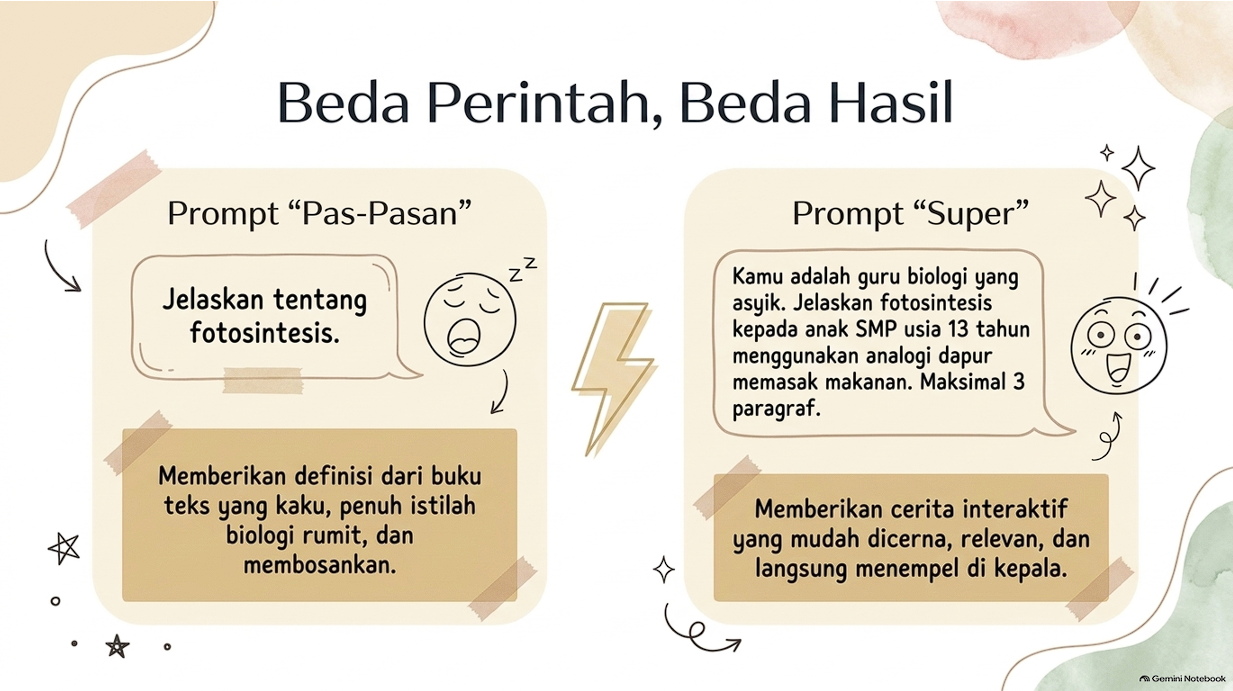 Beda Perintah, Beda Hasil
Prompt “Pas-Pasan”
Jelaskan tentang
fotosintesis.
z z
Memberikan definisi dari buku
teks yang kaku, penuh istilah
biologi rumit, dan
membosankan.
Prompt “Super”
Kamu adalah guru biologi yang
asyik. Jelaskan fotosintesis
kepada anak SMP usia 13 tahun
menggunakan analogi dapur
memasak makanan. Maksimal 3
paragraf.
Memberikan cerita interaktif
yang mudah dicerna, relevan, dan
langsung menempel di kepala.
Gemini Notebook